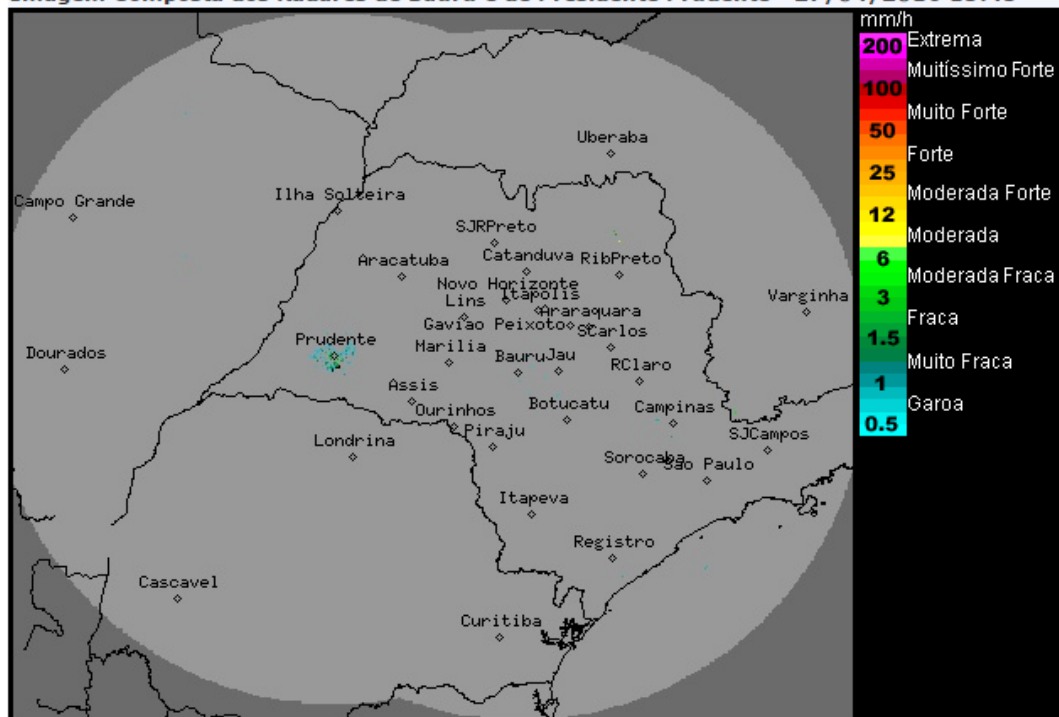 mm/h
200 Extrema
Muitíssimo Forte
100
Muito Forte
50
Forte
25
Moderada Forte
12
Moderada
6
Moderada Fraca
3
Fraca
1.5
Muito Fraca
1
Garoa
0.5
Uberaba
Campo Grande
Ilha Solteira
SJRPreto
Aracatuba
Catanduva
RibPreto
Novo Horizonte
Itapolis
Lins
Araraquara
Varginha
Gaviao Peixoto
SCarlos
Prudente
Dourados
Marilia
Bauru
Jau
RClaro
Assis
Ourinhos
Botucatu
Campinas
Piraju
SJCampos
Londrina
Sorocaba
Sao Paulo
Itapeva
Registro
Cascavel
Curitiba